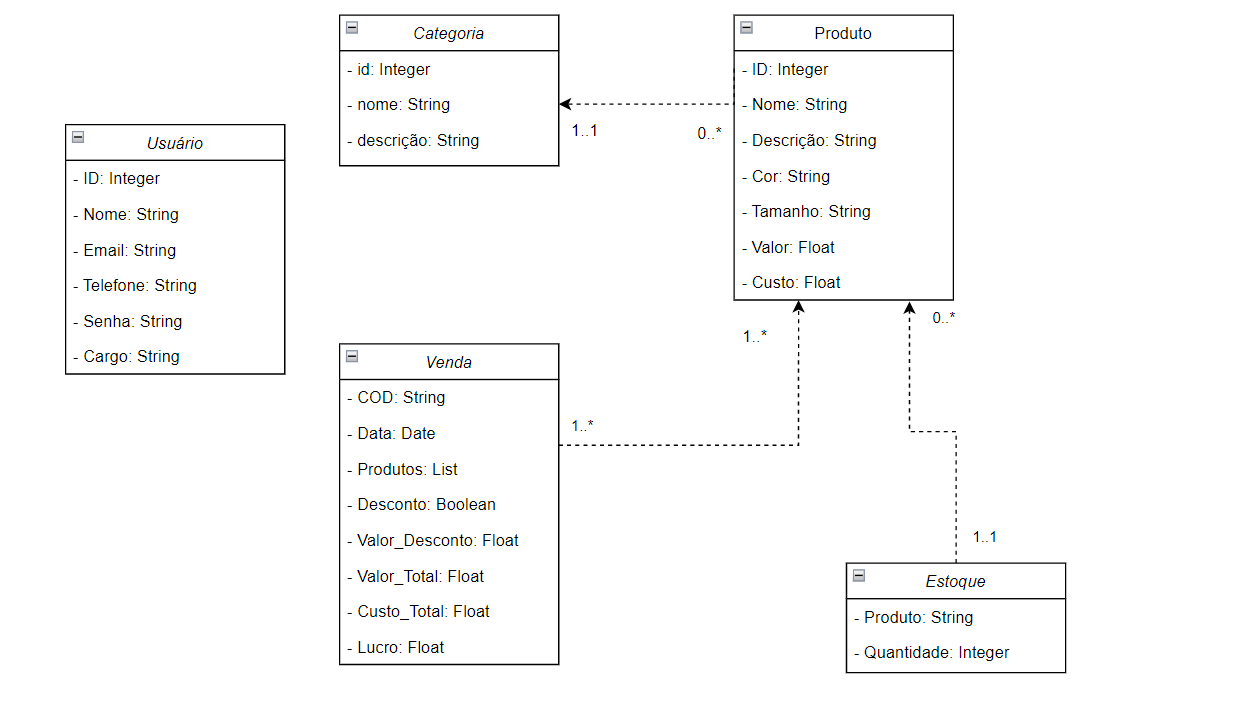 Categoria
- id: Integer
- nome: String
- descrição: String
1..1
0..*
Produto
- ID: Integer
- Nome: String
- Descrição: String
- Cor: String
- Tamanho: String
- Valor: Float
- Custo: Float
Usuário
- ID: Integer
- Nome: String
- Email: String
- Telefone: String
- Senha: String
- Cargo: String
1..*
0..*
Venda
- COD: String
- Data: Date
- Produtos: List
- Desconto: Boolean
- Valor_Desconto: Float
- Valor_Total: Float
- Custo_Total: Float
- Lucro: Float
1..*
1..1
Estoque
- Produto: String
- Quantidade: Integer